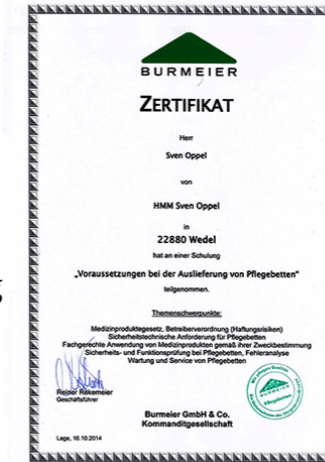 BURMEIER
ZERTIFIKAT
Herr
Sven Oppel
von
HMM Sven Oppel
in
22880 Wedel
hat an einer Schulung
„Voraussetzungen bei der Auslieferung von Pflegebetten"
teilgenommen.
Themenschwerpunkte:
Medizinproduktegesetz, Betreiberverordnung (Haftungsrisiken)
Sicherheitstechnische Anforderung für Pflegebetten
Fachgerechte Anwendung von Medizinprodukten gemäß ihrer Zweckbestimmung
Sicherheits- und Funktionsprüfung bei Pflegebetten, Fehleranalyse
Wartung und Service von Pflegebetten
Reiner Rekemeier
Geschäftsführer
Pflegebetten
Burmeier GmbH & Co.
Kommanditgesellschaft
Lage, 16.10.2014
g